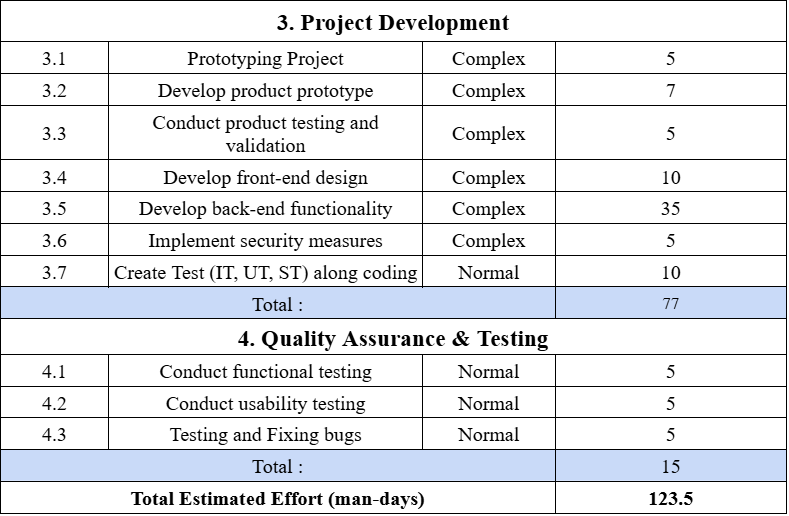 3. Project Development
3.1 Prototyping Project Complex 5
3.2 Develop product prototype Complex 7
3.3 Conduct product testing and validation Complex 5
3.4 Develop front-end design Complex 10
3.5 Develop back-end functionality Complex 35
3.6 Implement security measures Complex 5
3.7 Create Test (IT, UT, ST) along coding Normal 10
Total : 77
4. Quality Assurance & Testing
4.1 Conduct functional testing Normal 5
4.2 Conduct usability testing Normal 5
4.3 Testing and Fixing bugs Normal 5
Total : 15
Total Estimated Effort (man-days) 123.5